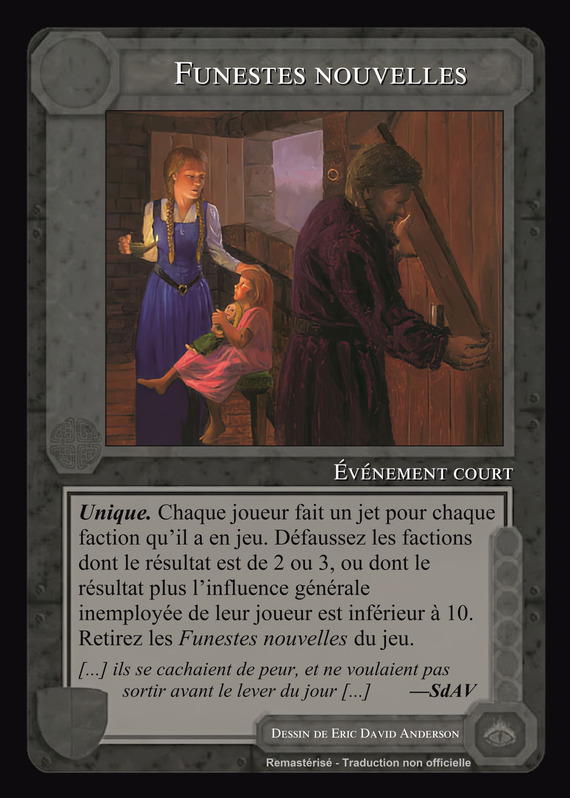 Funestes nouvelles
Événement court
Unique. Chaque joueur fait un jet pour chaque
faction qu'il a en jeu. Défaussez les factions
dont le résultat est de 2 ou 3, ou dont le
résultat plus l'influence générale
inemployée de leur joueur est inférieur à 10.
Retirez les Funestes nouvelles du jeu.
[...] ils se cachaient de peur, et ne voulaient pas
sortir avant le lever du jour [...] —SdAV
Dessin de Eric David Anderson
Remastérisé - Traduction non officielle